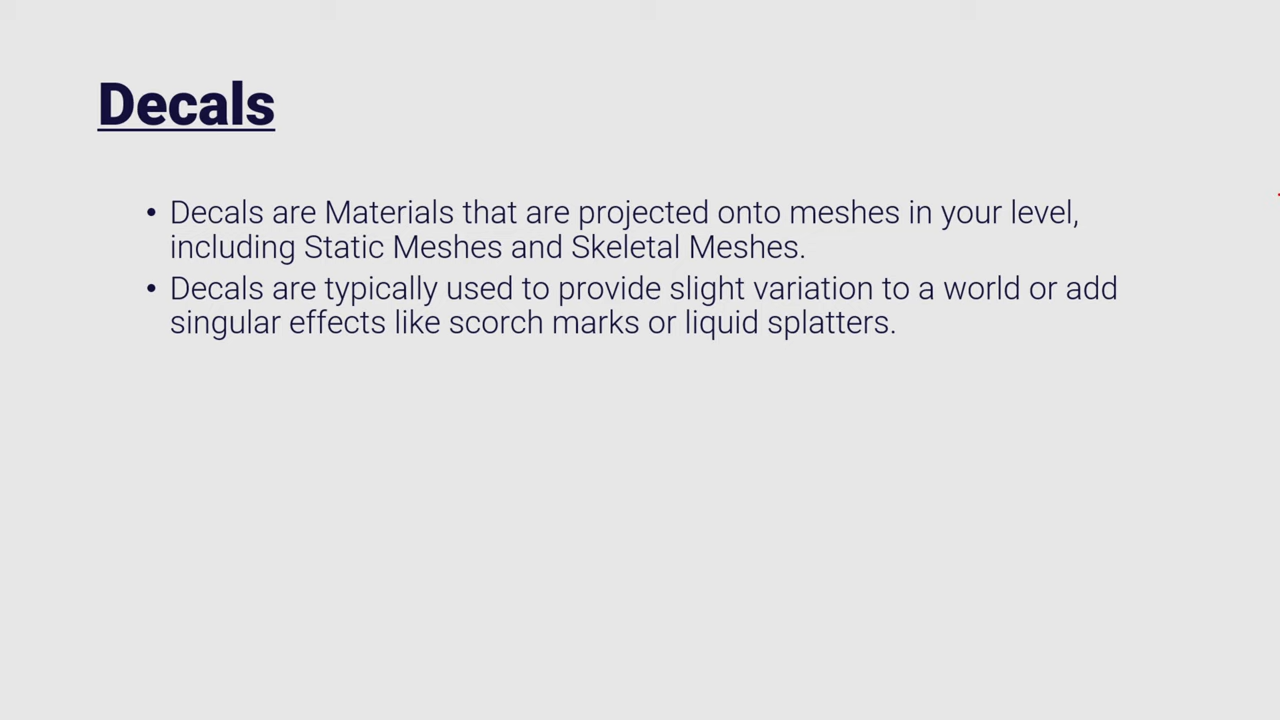 Decals
• Decals are Materials that are projected onto meshes in your level,
including Static Meshes and Skeletal Meshes.
• Decals are typically used to provide slight variation to a world or add
singular effects like scorch marks or liquid splatters.